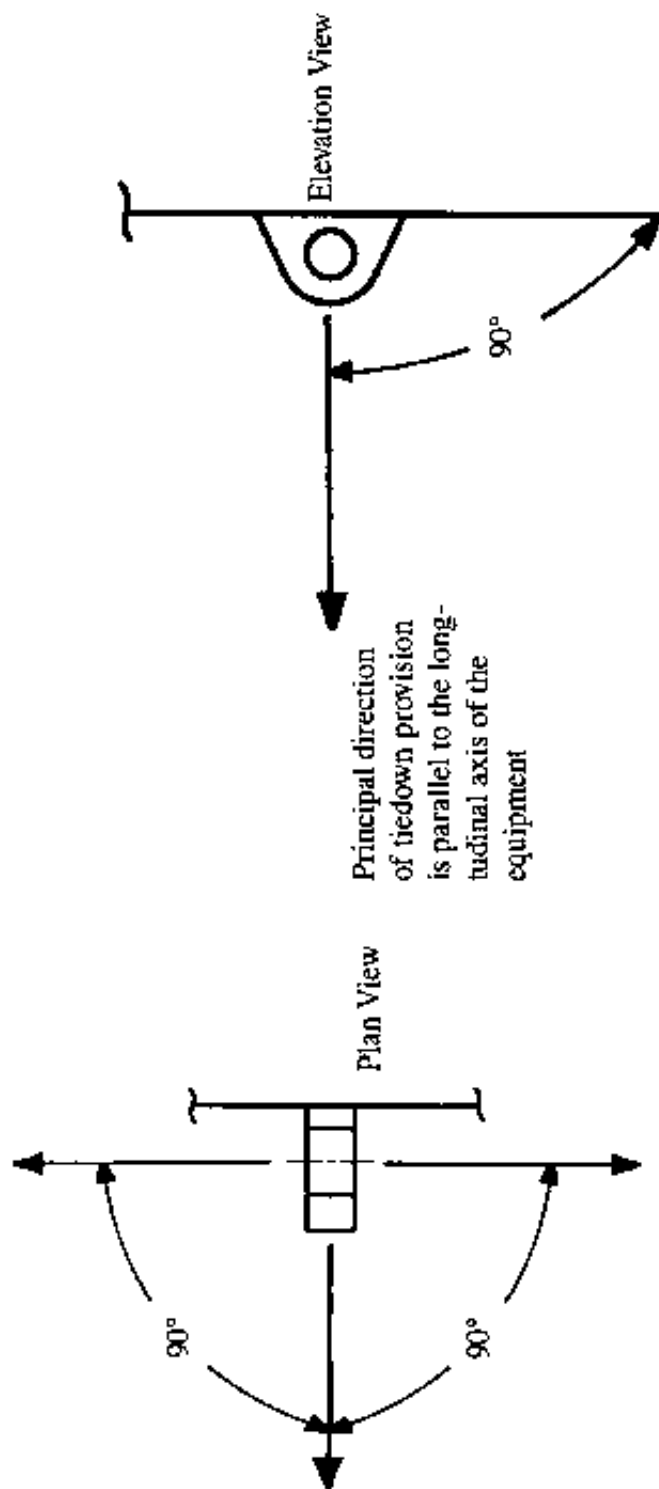 Elevation View
90°
Principal direction
of tiedown provision
is parallel to the long-
tudinal axis of the
equipment
Plan View
90°
90°